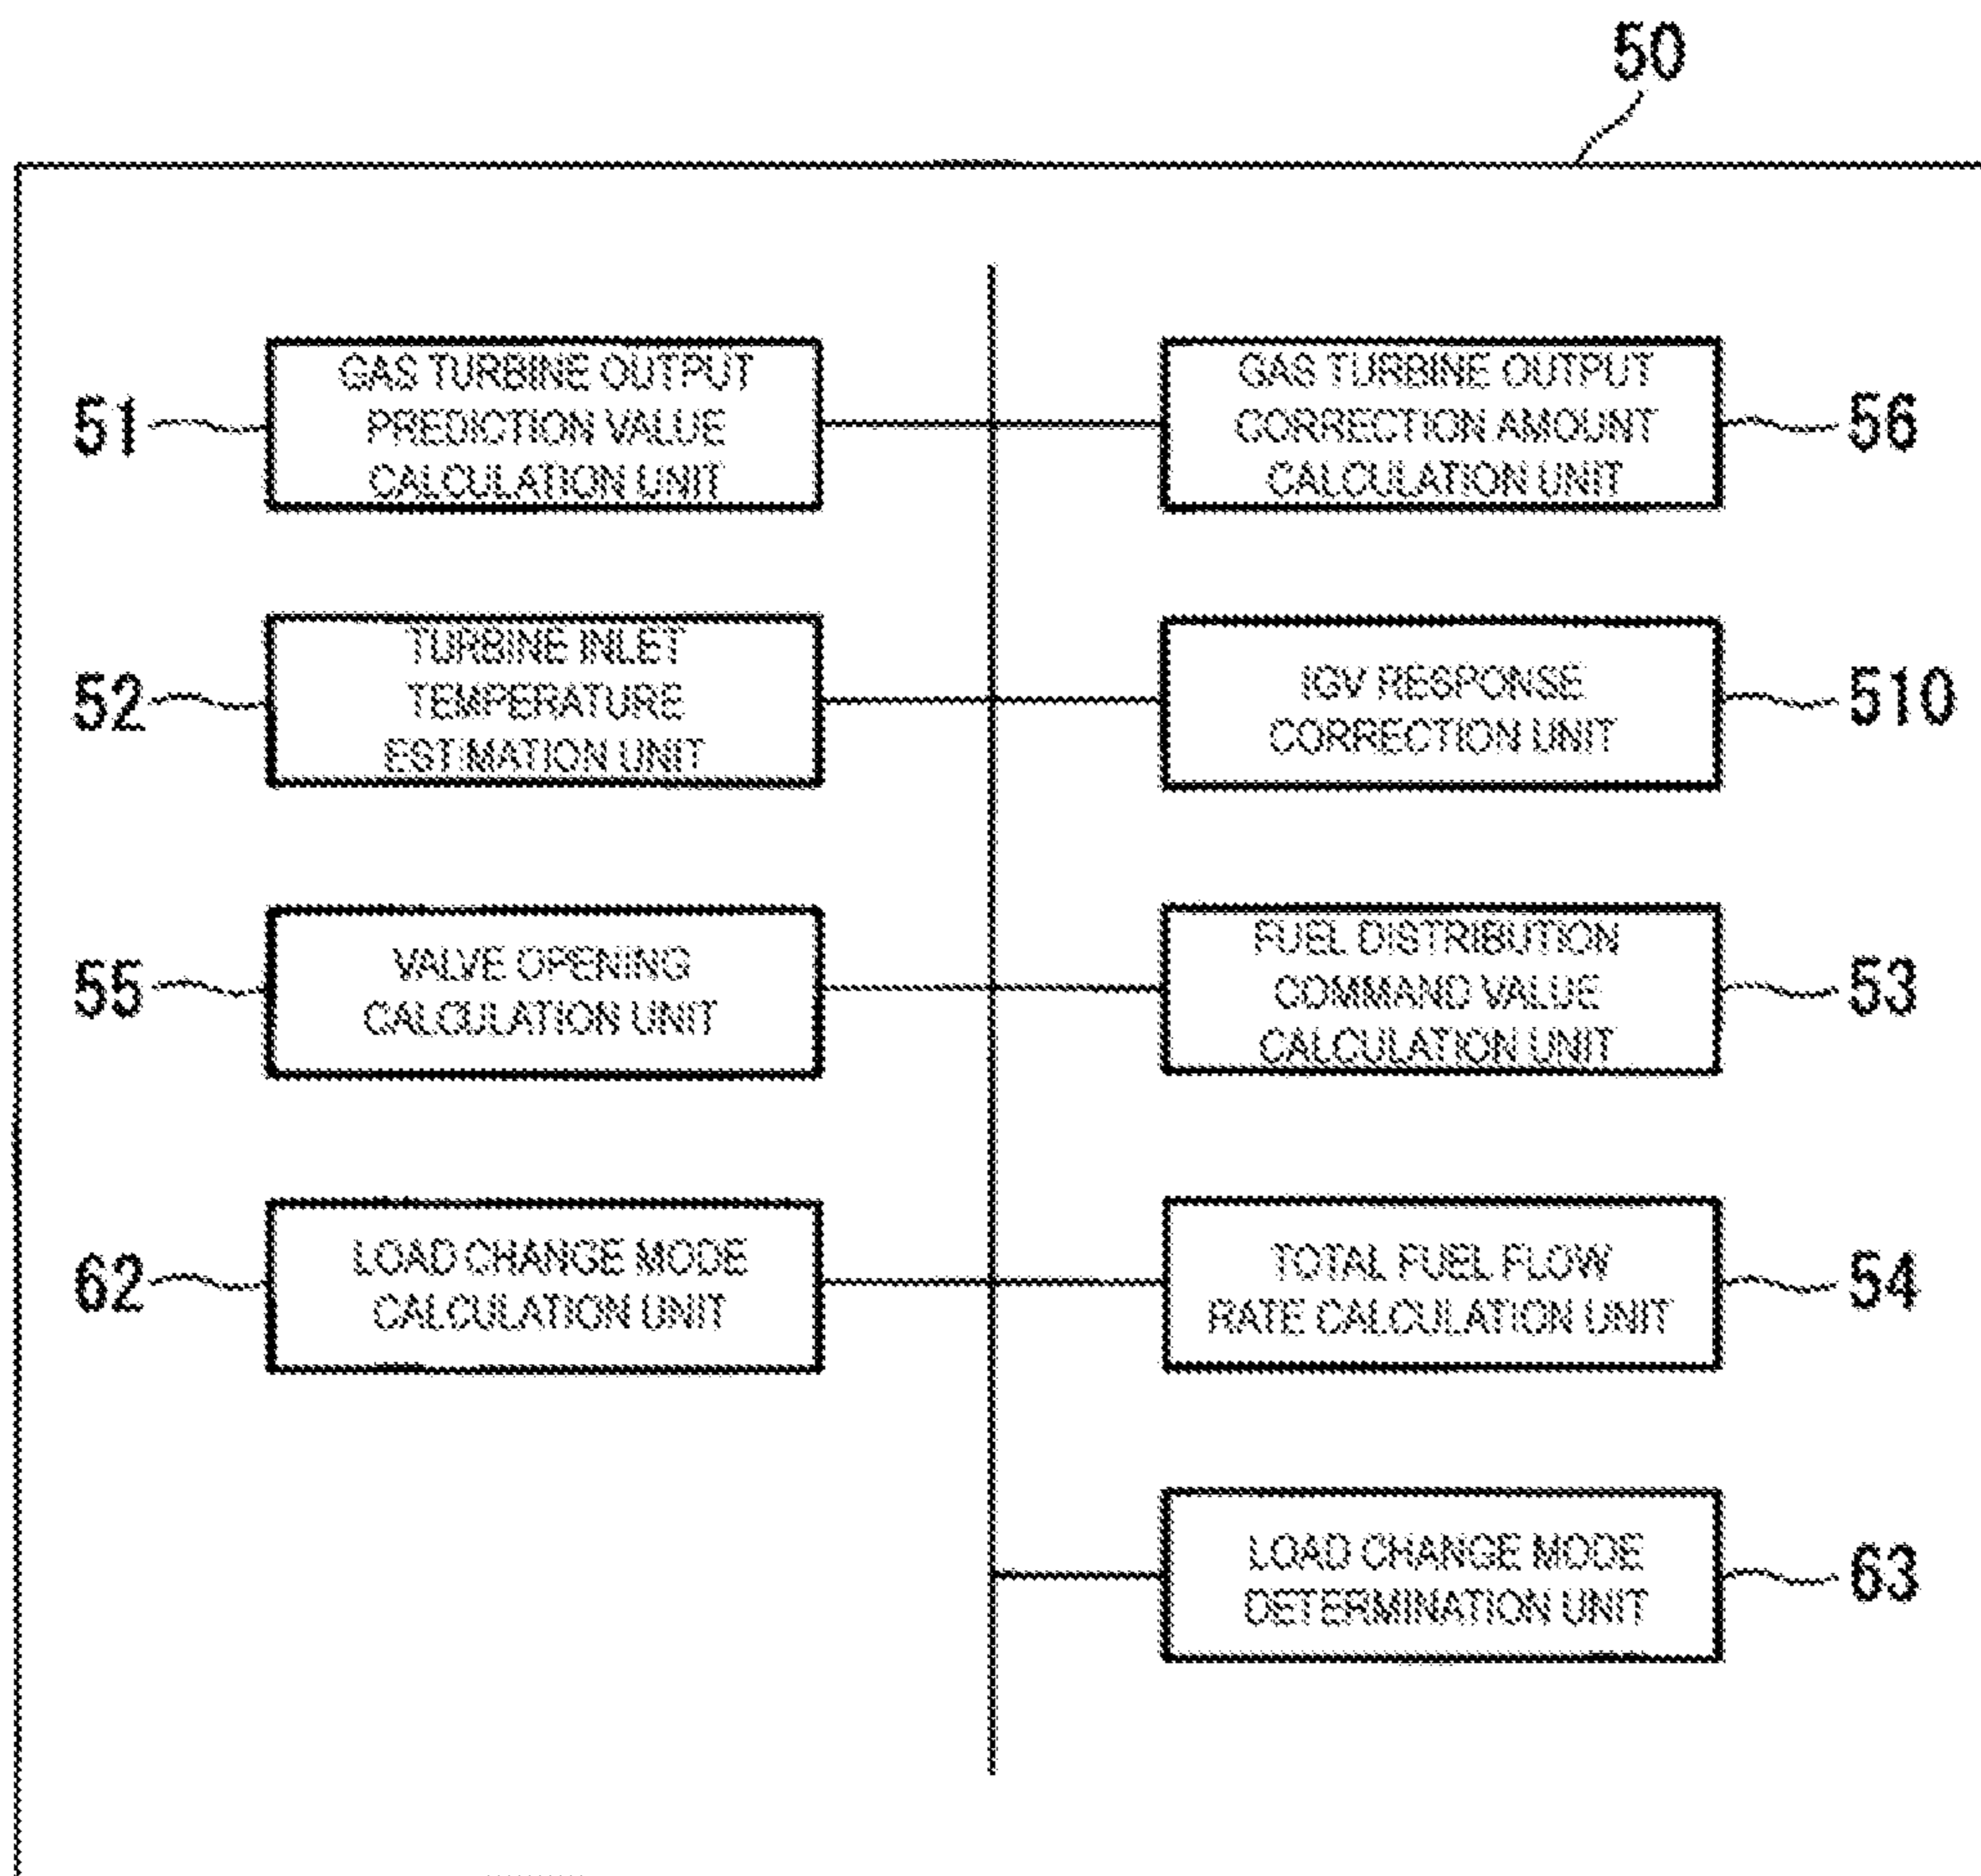 50
51
GAS TURBINE OUTPUT
PREDICTION VALUE
CALCULATION UNIT
GAS TURBINE OUTPUT
CORRECTION AMOUNT
CALCULATION UNIT
56
52
TURBINE INLET
TEMPERATURE
ESTIMATION UNIT
IGV RESPONSE
CORRECTION UNIT
510
55
VALVE OPENING
CALCULATION UNIT
FUEL DISTRIBUTION
COMMAND VALUE
CALCULATION UNIT
53
62
LOAD CHANGE MODE
CALCULATION UNIT
TOTAL FUEL FLOW
RATE CALCULATION UNIT
54
LOAD CHANGE MODE
DETERMINATION UNIT
63